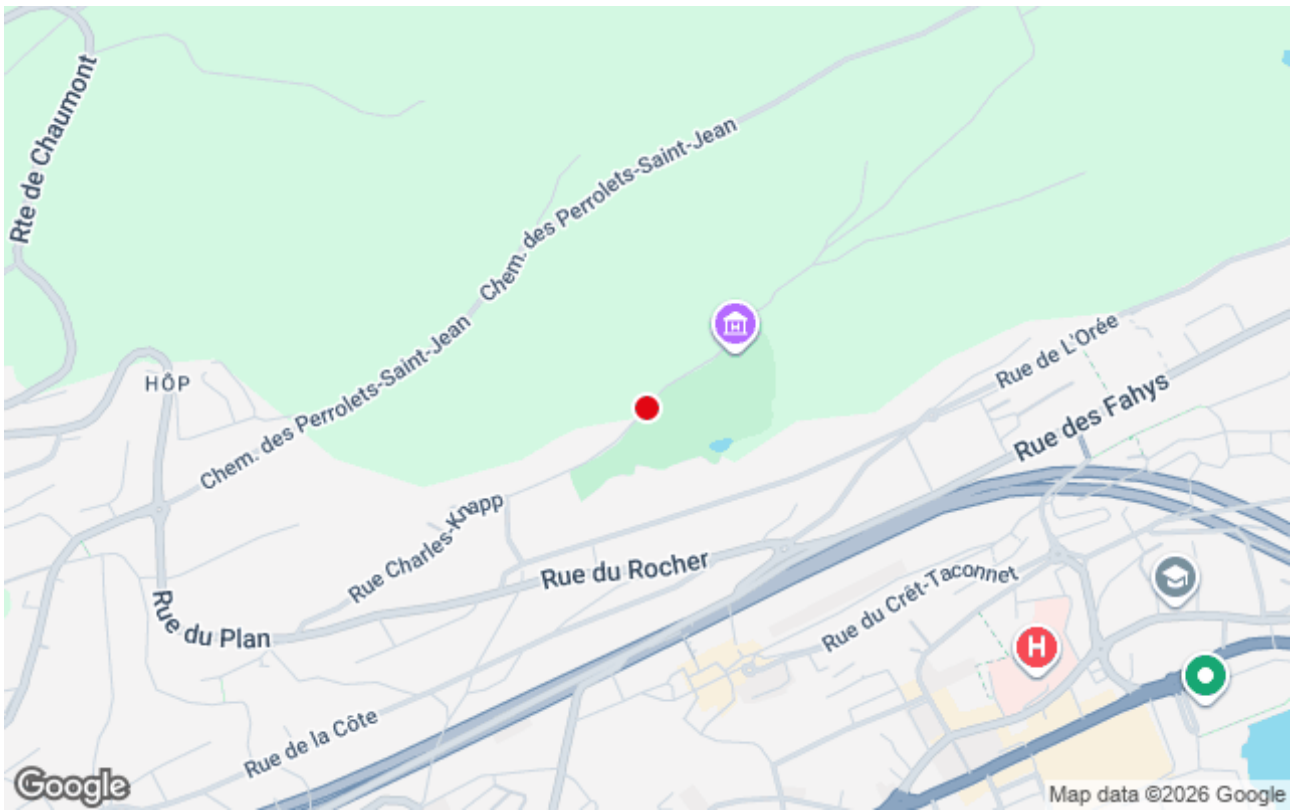 Rte de Chaumont
Chem. des Perrolets-Saint-Jean
Chem. des Perrolets-Saint-Jean
HÔP
H
Rue de L'Orée
Rue des Fahys
Rue Charles-Knapp
Rue du Rocher
Rue du Crêt-Taconnet
Rue du Plan
H
Rue de la Côte
Google
Map data ©2026 Google